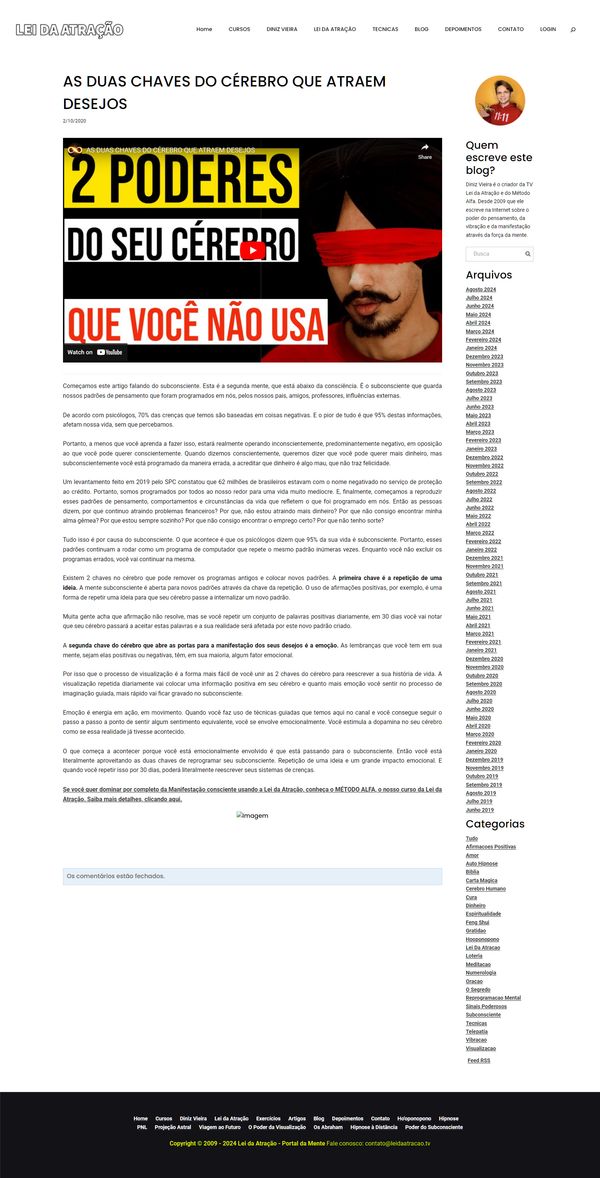 LEI DA ATRAÇÃO
Home CURSOS DINIZ VIEIRA LEI DA ATRAÇÃO TECNICAS BLOG DEPOIMENTOS CONTATO LOGIN
AS DUAS CHAVES DO CÉREBRO QUE ATRAEM
DESEJOS
2/10/2020
AS DUAS CHAVES DO CÉREBRO QUE ATRAEM DESEJOS
Share
2 PODERES
DO SEU CÉREBRO
QUE VOCÊ NÃO USA
Watch on YouTube
Começamos este artigo falando do subconsciente. Esta é a segunda mente, que está abaixo da consciência. É o subconsciente que guarda
nossos padrões de pensamento que foram programados em nós, pelos nossos pais, amigos, professores, influências externas.
De acordo com psicólogos, 70% das crenças que temos são baseadas em coisas negativas. E o pior de tudo é que 95% destas informações,
afetam nossa vida, sem que percebamos.
Portanto, a menos que você aprenda a fazer isso, estará realmente operando inconscientemente, predominantemente negativo, em oposição
ao que você pode querer conscientemente. Quando dizemos conscientemente, queremos dizer que você pode querer mais dinheiro, mas
subconscientemente você está programado da maneira errada, a acreditar que dinheiro é algo mau, que não traz felicidade.
Um levantamento feito em 2019 pelo SPC constatou que 62 milhões de brasileiros estavam com o nome negativado no serviço de proteção
ao crédito. Portanto, somos programados por todos ao nosso redor para uma vida muito medíocre. E, finalmente, começamos a reproduzir
esses padrões de pensamento, comportamentos e circunstâncias da vida que refletem o que foi programado em nós. Então as pessoas
dizem, por que continuo atraindo problemas financeiros? Por que, não estou atraindo mais dinheiro? Por que não consigo encontrar minha
alma gêmea? Por que estou sempre sozinho? Por que não consigo encontrar o emprego certo? Por que não tenho sorte?
Tudo isso é por causa do subconsciente. O que acontece é que os psicólogos dizem que 95% da sua vida é subconsciente. Portanto, esses
padrões continuam a rodar como um programa de computador que repete o mesmo padrão inúmeras vezes. Enquanto você não excluir os
programas errados, você vai continuar na mesma.
Existem 2 chaves no cérebro que pode remover os programas antigos e colocar novos padrões. A primeira chave é a repetição de uma
ideia. A mente subconsciente é aberta para novos padrões através da chave da repetição. O uso de afirmações positivas, por exemplo, é uma
forma de repetir uma ideia para que seu cérebro passe a internalizar um novo padrão.
Muita gente acha que afirmação não resolve, mas se você repetir um conjunto de palavras positivas diariamente, em 30 dias você vai notar
que seu cérebro passará a aceitar estas palavras e a sua realidade será afetada por este novo padrão criado.
A segunda chave do cérebro que abre as portas para a manifestação dos seus desejos é a emoção. As lembranças que você tem em sua
mente, sejam elas positivas ou negativas, têm, em sua maioria, algum fator emocional.
Por isso que o processo de visualização é a forma mais fácil de você unir as 2 chaves do cérebro para reescrever a sua história de vida. A
visualização repetida diariamente vai colocar uma informação positiva em seu cérebro e quanto mais emoção você sentir no processo de
imaginação guiada, mais rápido vai ficar gravado no subconsciente.
Emoção é energia em ação, em movimento. Quando você faz uso de técnicas guiadas que temos aqui no canal e você consegue seguir o
passo a passo a ponto de sentir algum sentimento equivalente, você se envolve emocionalmente. Você estimula a dopamina no seu cérebro
como se essa realidade já tivesse acontecido.
O que começa a acontecer porque você está emocionalmente envolvido é que está passando para o subconsciente. Então você está
literalmente aproveitando as duas chaves de reprogramar seu subconsciente. Repetição de uma ideia e um grande impacto emocional. E
quando você repetir isso por 30 dias, poderá literalmente reescrever seus sistemas de crenças.
Se você quer dominar por completo da Manifestação consciente usando a Lei da Atração, conheça o MÉTODO ALFA, o nosso curso da Lei da
Atração. Saiba mais detalhes, clicando aqui.
Imagem
Os comentários estão fechados.
11:11
Quem
escreve este
blog?
Diniz Vieira é o criador da TV
Lei da Atração e do Método
Alfa. Desde 2009 que ele
escreve na Internet sobre o
poder do pensamento, da
vibração e da manifestação
através da força da mente.
Busca
Arquivos
Agosto 2024
Julho 2024
Junho 2024
Maio 2024
Abril 2024
Março 2024
Fevereiro 2024
Janeiro 2024
Dezembro 2023
Novembro 2023
Outubro 2023
Setembro 2023
Agosto 2023
Julho 2023
Junho 2023
Maio 2023
Abril 2023
Março 2023
Fevereiro 2023
Janeiro 2023
Dezembro 2022
Novembro 2022
Outubro 2022
Setembro 2022
Agosto 2022
Julho 2022
Junho 2022
Maio 2022
Abril 2022
Março 2022
Fevereiro 2022
Janeiro 2022
Dezembro 2021
Novembro 2021
Outubro 2021
Setembro 2021
Agosto 2021
Julho 2021
Junho 2021
Maio 2021
Abril 2021
Março 2021
Fevereiro 2021
Janeiro 2021
Dezembro 2020
Novembro 2020
Outubro 2020
Setembro 2020
Agosto 2020
Julho 2020
Junho 2020
Maio 2020
Abril 2020
Março 2020
Fevereiro 2020
Janeiro 2020
Dezembro 2019
Novembro 2019
Outubro 2019
Setembro 2019
Agosto 2019
Julho 2019
Junho 2019
Categorias
Tudo
Afirmacoes Positivas
Amor
Auto Hipnose
Biblia
Carta Magica
Cerebro Humano
Cura
Dinheiro
Espiritualidade
Feng Shui
Gratidao
Hooponopono
Lei Da Atracao
Loteria
Meditacao
Numerologia
Oracao
O Segredo
Reprogramacao Mental
Sinais Poderosos
Subconsciente
Tecnicas
Telepatia
Vibracao
Visualizacao
Feed RSS
Home Cursos Diniz Vieira Lei da Atração Exercícios Artigos Blog Depoimentos Contato Ho'oponopono Hipnose
PNL Projeção Astral Viagem ao Futuro O Poder da Visualização Os Abraham Hipnose à Distância Poder do Subconsciente
Copyright © 2009 - 2024 Lei da Atração - Portal da Mente Fale conosco: contato@leidaatracao.tv